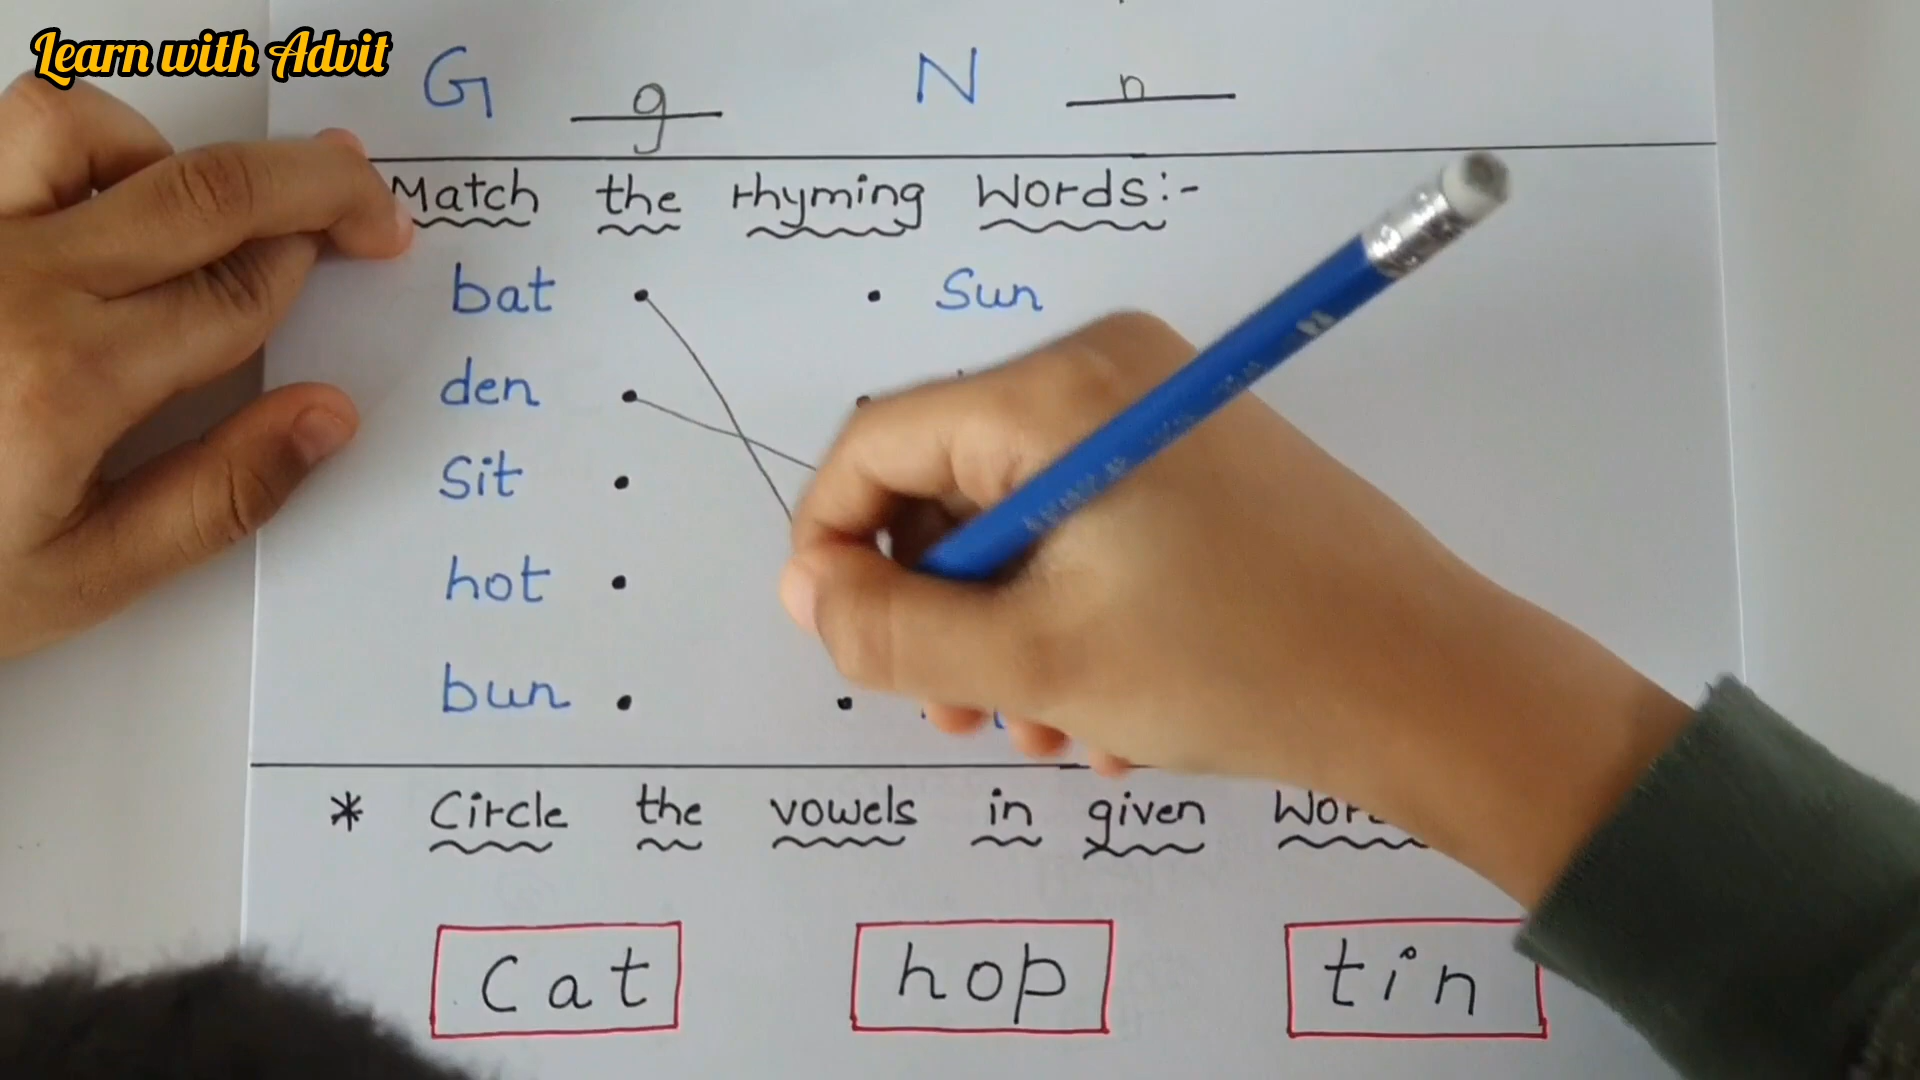 Learn with Advit
G g N n
Match the rhyming words:-
bat Sun
den
Sit
hot
bun
* Circle the vowels in given
Cat hop tin